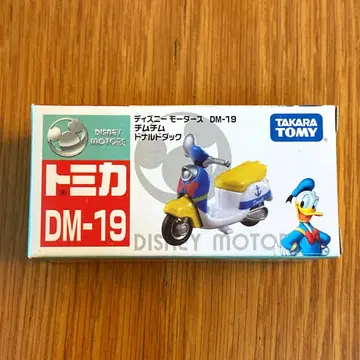 DISNEY
MOTORS
ディズニー モータース DM-19
チムチム
ドナルドダック
TAKARA
TOMY
トミカ
DM-19
DISNEY MOTORS